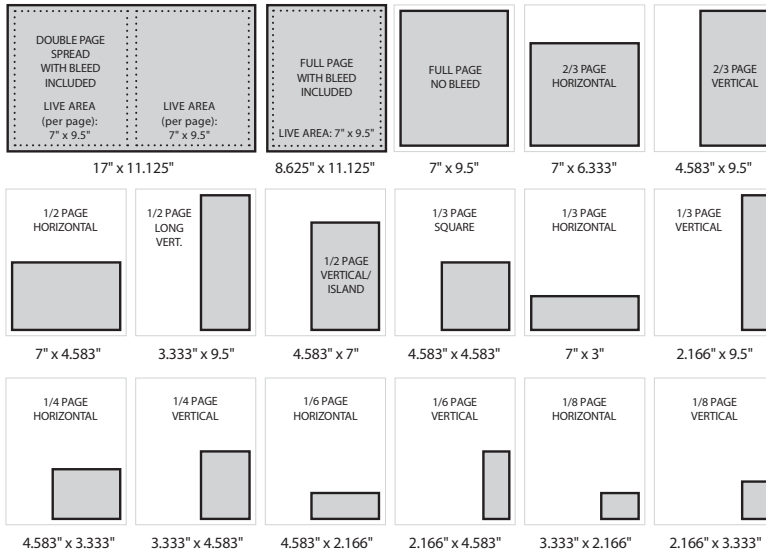 DOUBLE PAGE
SPREAD
WITH BLEED
INCLUDED
LIVE AREA
(per page):
7" x 9.5"
LIVE AREA
(per page):
7" x 9.5"
17" x 11.125"
FULL PAGE
WITH BLEED
INCLUDED
LIVE AREA: 7" x 9.5"
8.625" x 11.125"
FULL PAGE
NO BLEED
7" x 9.5"
2/3 PAGE
HORIZONTAL
7" x 6.333"
2/3 PAGE
VERTICAL
4.583" x 9.5"
1/2 PAGE
HORIZONTAL
7" x 4.583"
1/2 PAGE
LONG
VERT.
3.333" x 9.5"
1/2 PAGE
VERTICAL/
ISLAND
4.583" x 7"
1/3 PAGE
SQUARE
4.583" x 4.583"
1/3 PAGE
HORIZONTAL
7" x 3"
1/3 PAGE
VERTICAL
2.166" x 9.5"
1/4 PAGE
HORIZONTAL
4.583" x 3.333"
1/4 PAGE
VERTICAL
3.333" x 4.583"
1/6 PAGE
HORIZONTAL
4.583" x 2.166"
1/6 PAGE
VERTICAL
2.166" x 4.583"
1/8 PAGE
HORIZONTAL
3.333" x 2.166"
1/8 PAGE
VERTICAL
2.166" x 3.333"